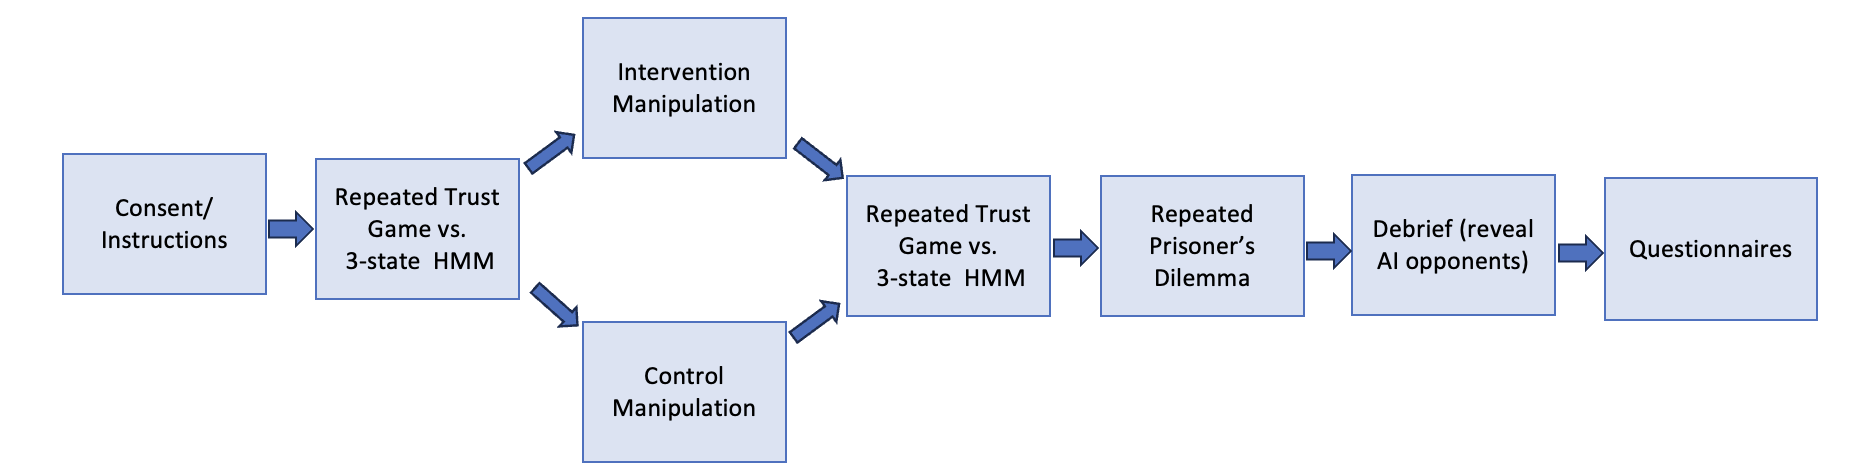 Consent/
Instructions
Repeated Trust
Game vs.
3-state  HMM
Intervention
Manipulation
Control
Manipulation
Repeated Trust
Game vs.
3-state  HMM
Repeated
Prisoner’s
Dilemma
Debrief (reveal
AI opponents)
Questionnaires